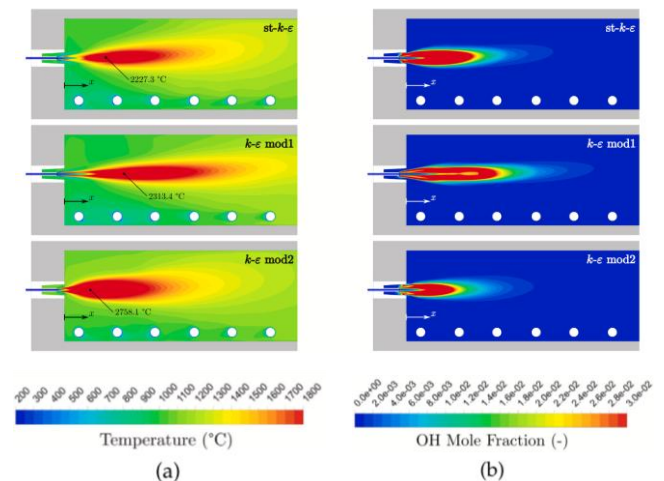 st-k-ε
2227.3 °C
x
k-ε mod1
2313.4 °C
x
k-ε mod2
2758.1 °C
x
200 300 400 500 600 700 800 900 1000 1100 1200 1300 1400 1500 1600 1700 1800
Temperature (°C)
(a)
st-k-ε
x
k-ε mod1
x
k-ε mod2
x
0.0e+00 2.0e-03 4.0e-03 6.0e-03 8.0e-03 1.0e-02 1.2e-02 1.4e-02 1.6e-02 1.8e-02 2.0e-02 2.2e-02 2.4e-02 2.6e-02 2.8e-02 3.0e-02
OH Mole Fraction (-)
(b)